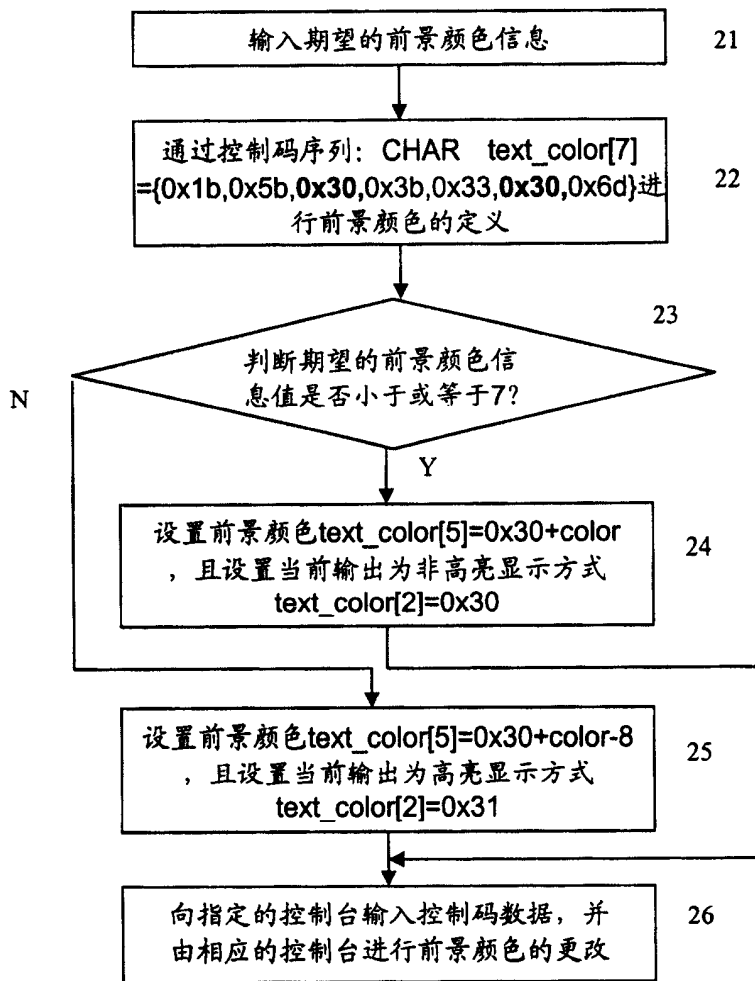 输入期望的前景颜色信息
21
通过控制码序列：CHAR text_color[7]
={0x1b,0x5b,0x30,0x3b,0x33,0x30,0x6d}进
行前景颜色的定义
22
23
判断期望的前景颜色信
息值是否小于或等于7?
N
Y
设置前景颜色text_color[5]=0x30+color
，且设置当前输出为非高亮显示方式
text_color[2]=0x30
24
设置前景颜色text_color[5]=0x30+color-8
，且设置当前输出为高亮显示方式
text_color[2]=0x31
25
向指定的控制台输入控制码数据，并
由相应的控制台进行前景颜色的更改
26